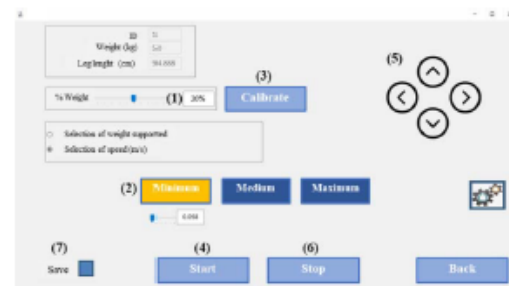 ID
Weight (kg)
Leg lenght (cm)
(3)
(5)
% Weight
(1) 20%
Calibrate
Selection of weight supported
Selection of speed (m/s)
(2) Minimum Medium Maximum
(7) (4) (6)
Save Start Stop Back